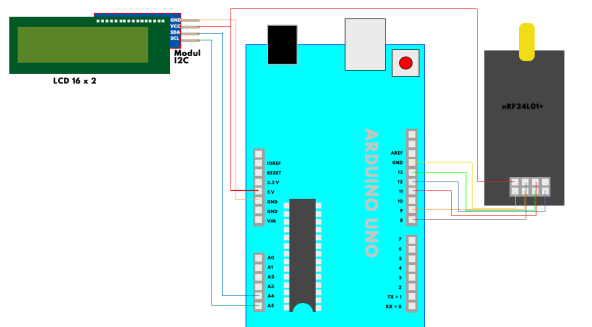 GND
VCC
SDA
SCL
Modul
I2C
LCD 16 x 2
nRF24L01+
ARDUINO UNO
IOREF
RESET
3.3 V
5 V
GND
GND
VIN
A0
A1
A2
A3
A4
A5
AREF
GND
13
12
11
10
9
8
7
6
5
4
3
2
TX > 1
RX < 0